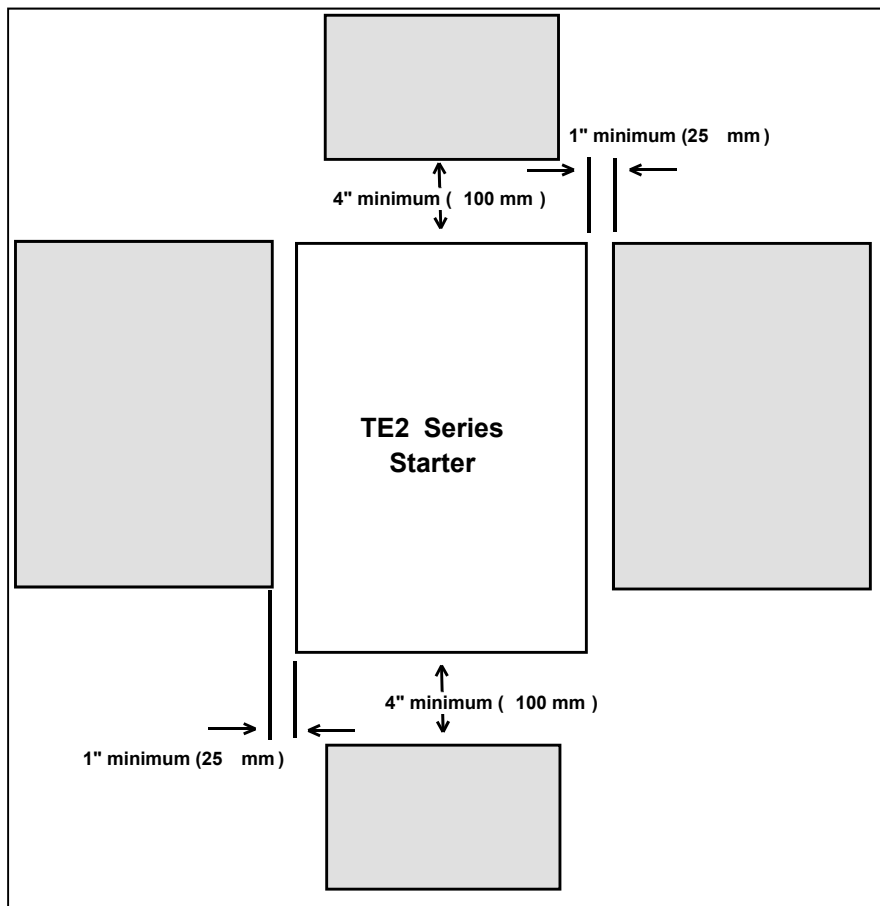 1" minimum (25 mm)
4" minimum ( 100 mm )
TE2 Series
Starter
4" minimum ( 100 mm )
1" minimum (25 mm)